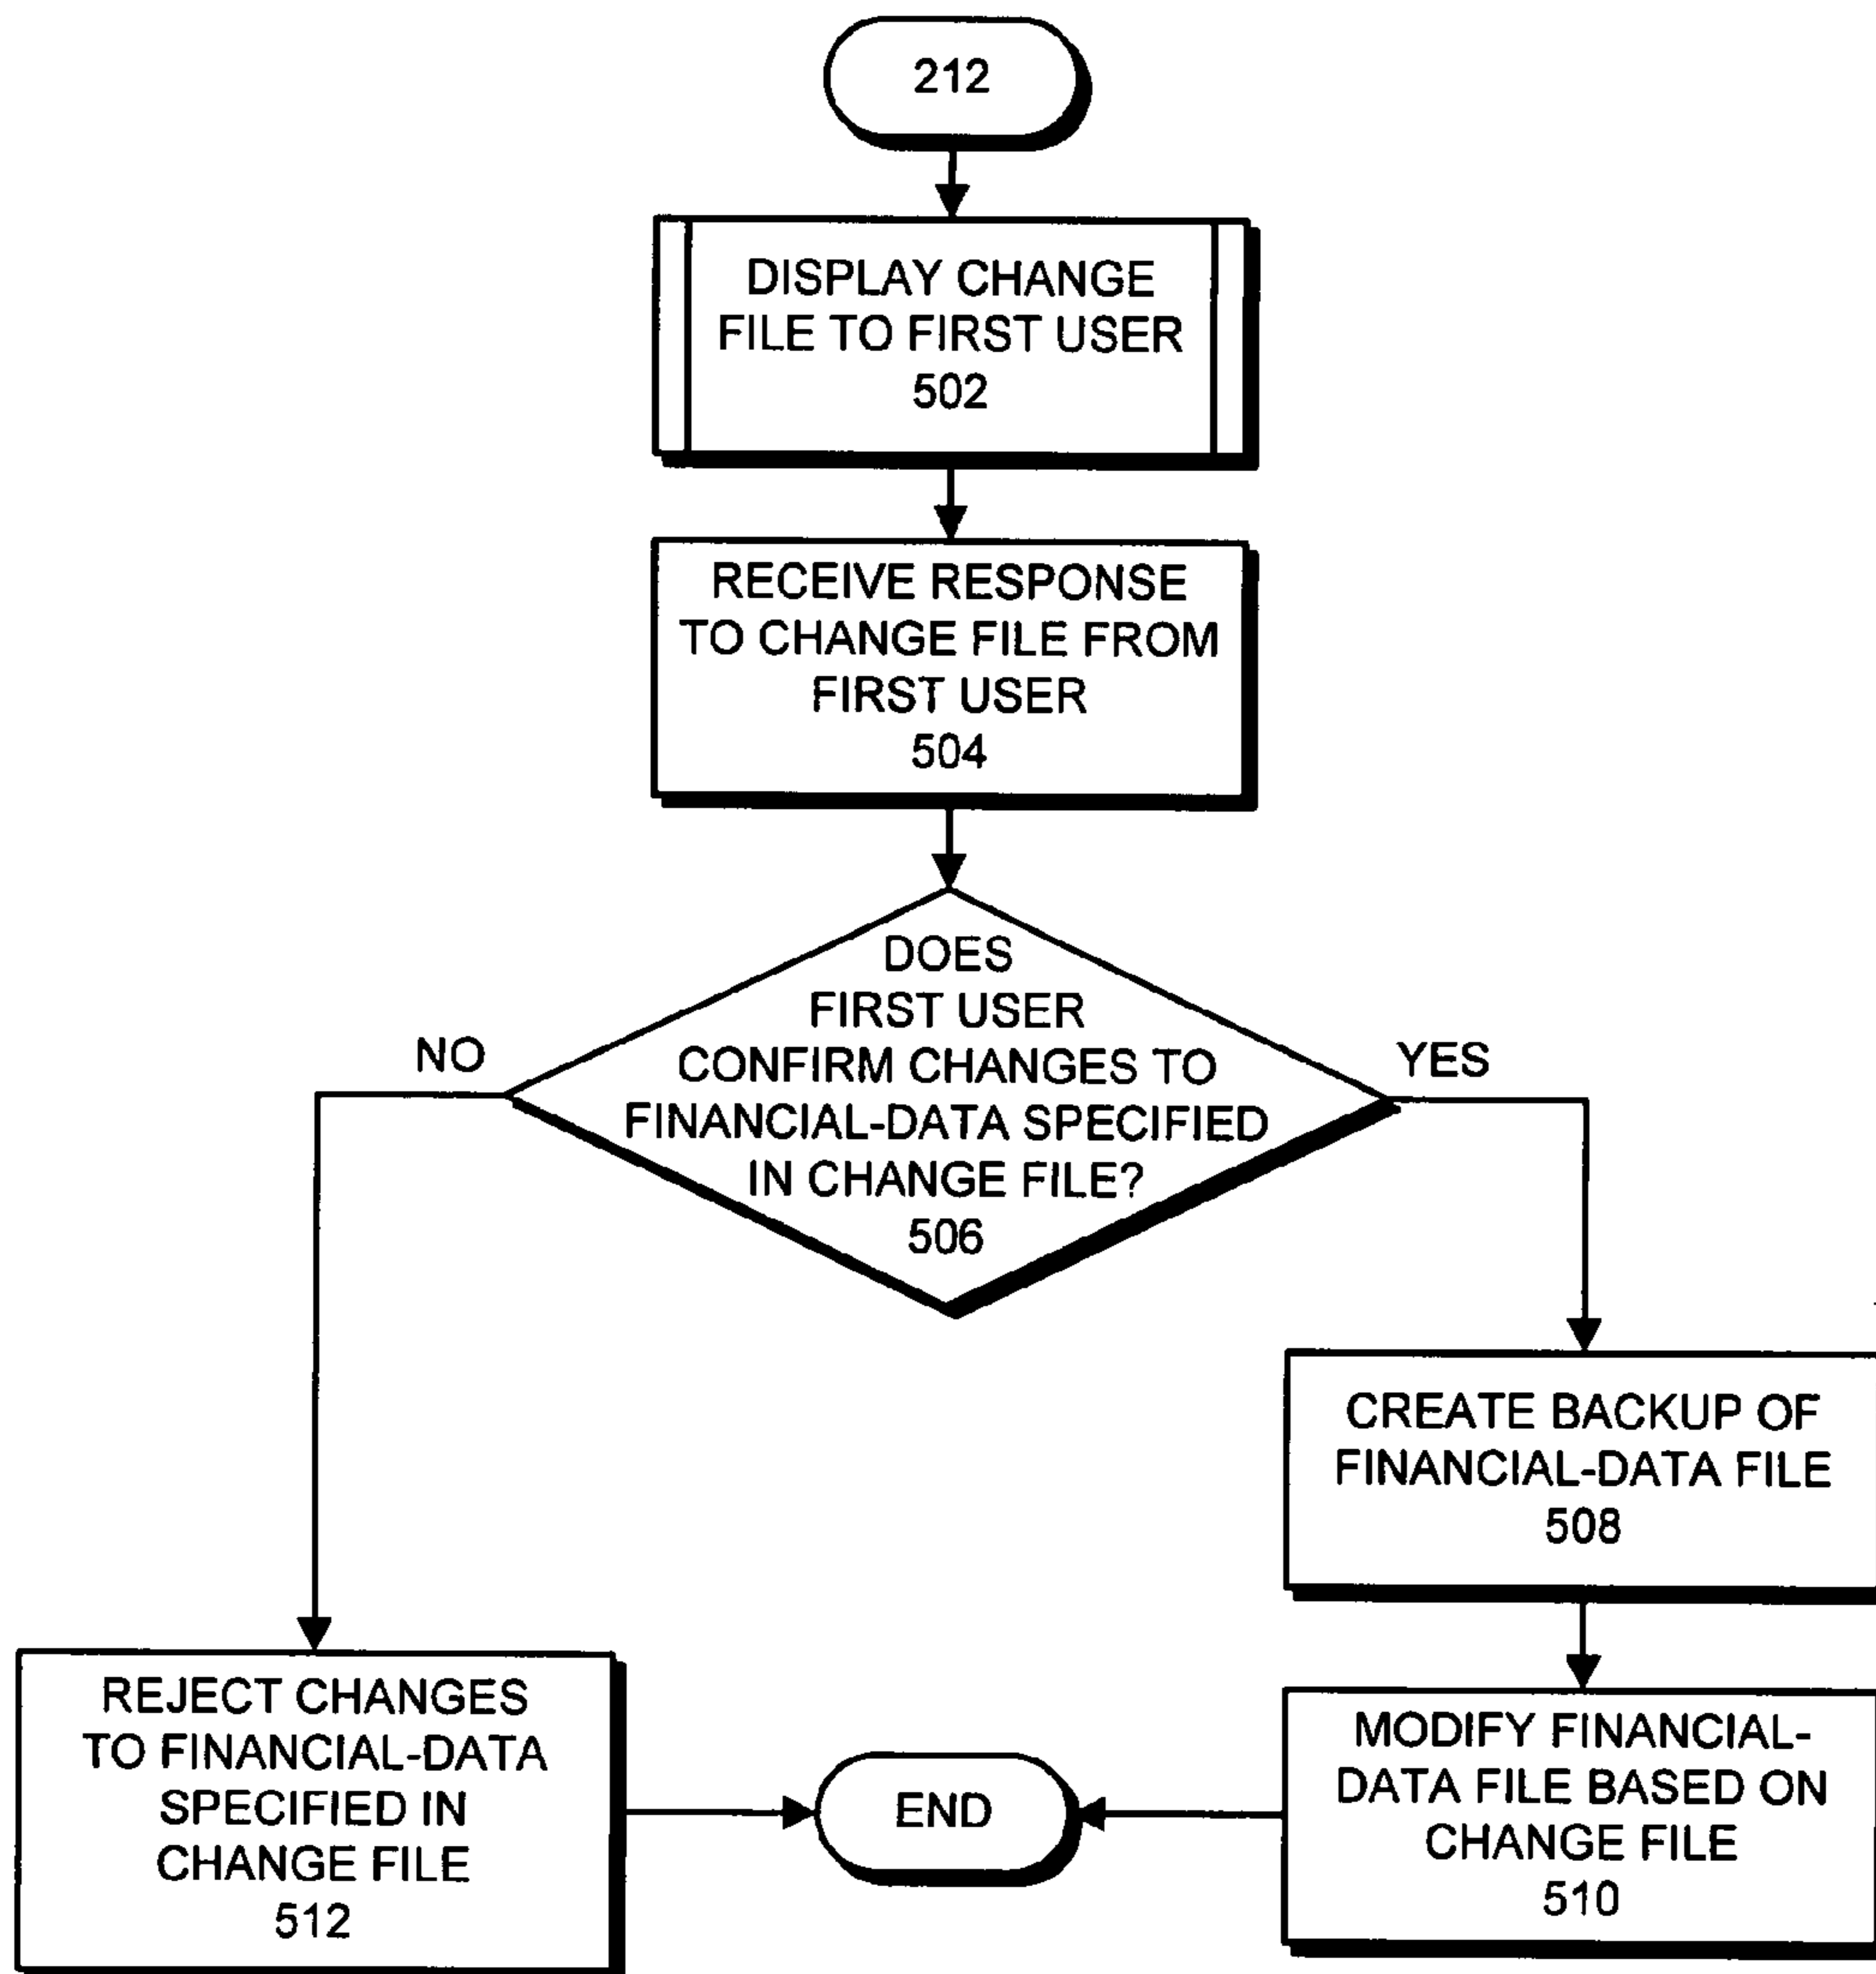 212
DISPLAY CHANGE
FILE TO FIRST USER
502
RECEIVE RESPONSE
TO CHANGE FILE FROM
FIRST USER
504
DOES
FIRST USER
CONFIRM CHANGES TO
FINANCIAL-DATA SPECIFIED
IN CHANGE FILE?
506
NO
YES
CREATE BACKUP OF
FINANCIAL-DATA FILE
508
REJECT CHANGES
TO FINANCIAL-DATA
SPECIFIED IN
CHANGE FILE
512
END
MODIFY FINANCIAL-
DATA FILE BASED ON
CHANGE FILE
510